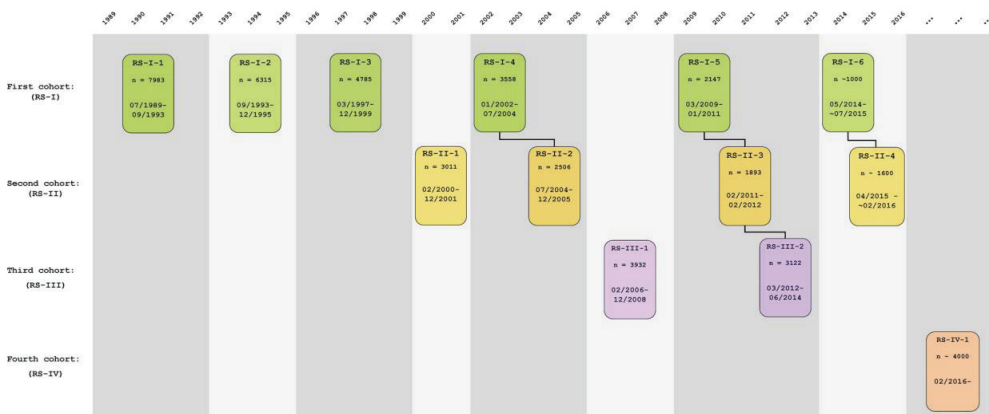 1989 1990 1991 1992 1993 1994 1995 1996 1997 1998 1999 2000 2001 2002 2003 2004 2005 2006 2007 2008 2009 2010 2011 2012 2013 2014 2015 2016 ... ... ...
First cohort:
(RS-I)
RS-I-1
n = 7983
07/1989-
09/1993
RS-I-2
n = 6315
09/1993-
12/1995
RS-I-3
n = 4785
03/1997-
12/1999
RS-I-4
n = 3558
01/2002-
07/2004
RS-I-5
n = 2147
03/2009-
01/2011
RS-I-6
n ~1000
05/2014-
~07/2015
Second cohort:
(RS-II)
RS-II-1
n = 3011
02/2000-
12/2001
RS-II-2
n = 2506
07/2004-
12/2005
RS-II-3
n = 1893
02/2011-
02/2012
RS-II-4
n ~ 1600
04/2015 -
~02/2016
Third cohort:
(RS-III)
RS-III-1
n = 3932
02/2006-
12/2008
RS-III-2
n = 3122
03/2012-
06/2014
Fourth cohort:
(RS-IV)
RS-IV-1
n ~ 4000
02/2016-